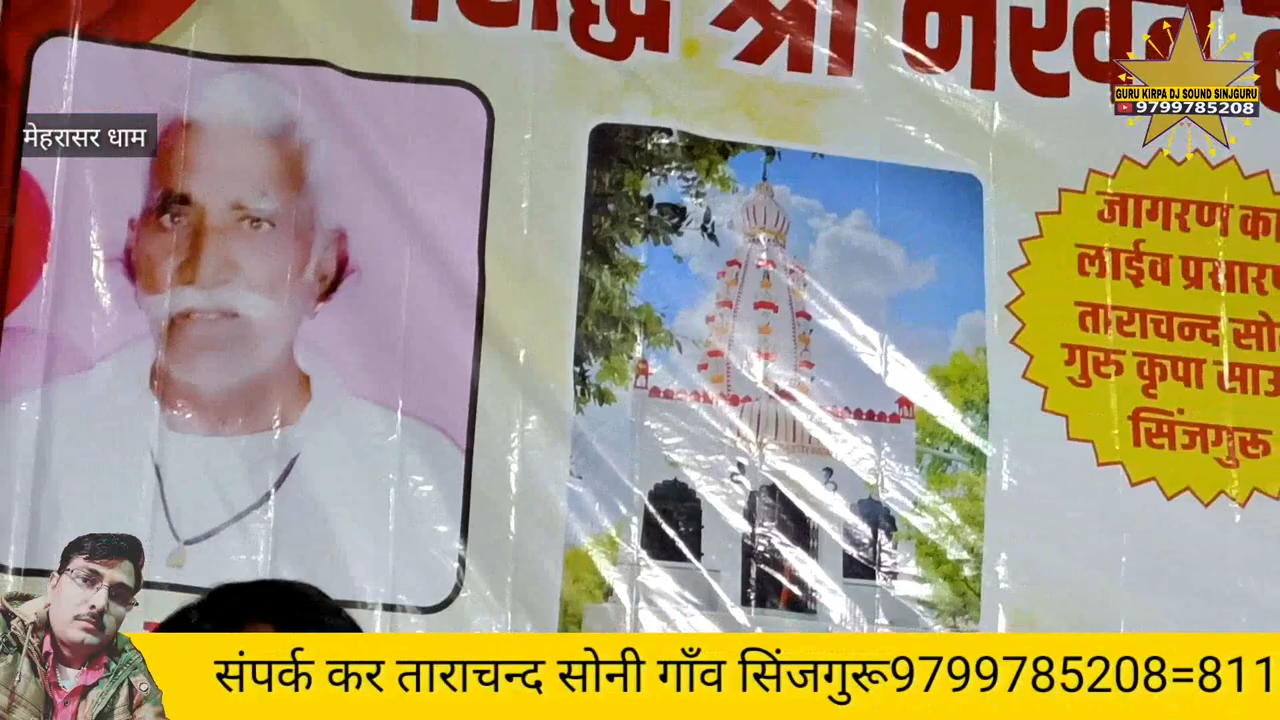 श्री
मेहरासर धाम
GURU KIRPA DJ SOUND SINJGURU
9799785208
जागरण का
लाईव प्रसारण
ताराचन्द सो
गुरु कृपा साउ
सिंजगुरू
संपर्क कर ताराचन्द सोनी गाँव सिंजगुरू9799785208=811